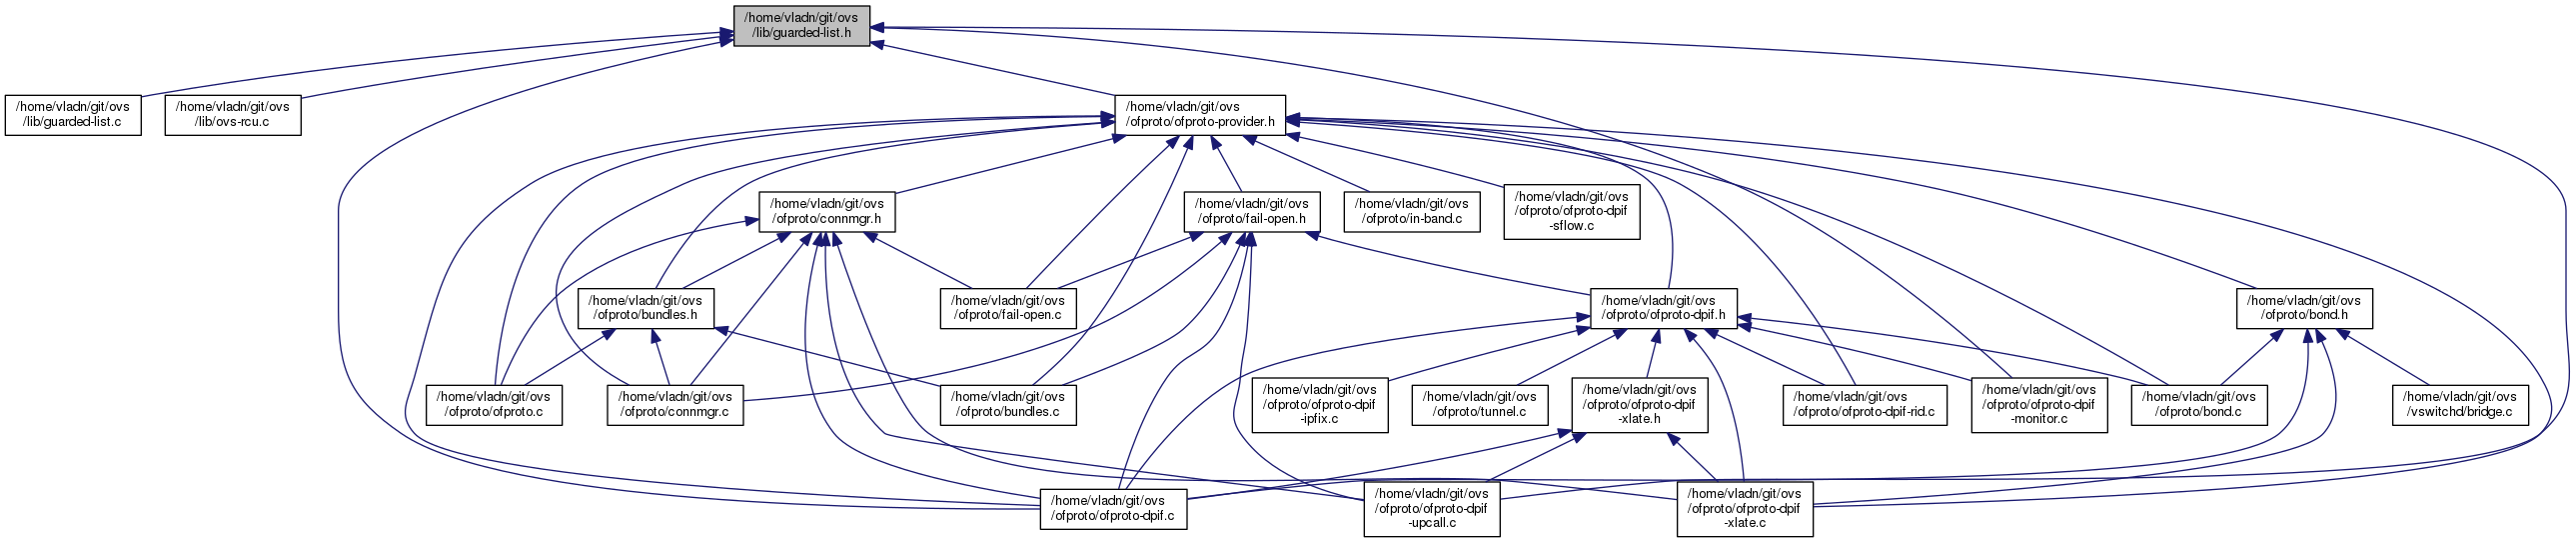 /home/vladn/git/ovs
/lib/guarded-list.h
/home/vladn/git/ovs
/lib/guarded-list.c
/home/vladn/git/ovs
/lib/ovs-rcu.c
/home/vladn/git/ovs
/ofproto/ofproto-provider.h
/home/vladn/git/ovs
/ofproto/connmgr.h
/home/vladn/git/ovs
/ofproto/fail-open.h
/home/vladn/git/ovs
/ofproto/in-band.c
/home/vladn/git/ovs
/ofproto/ofproto-dpif
-sflow.c
/home/vladn/git/ovs
/ofproto/bundles.h
/home/vladn/git/ovs
/ofproto/fail-open.c
/home/vladn/git/ovs
/ofproto/ofproto-dpif.h
/home/vladn/git/ovs
/ofproto/bond.h
/home/vladn/git/ovs
/ofproto/ofproto.c
/home/vladn/git/ovs
/ofproto/connmgr.c
/home/vladn/git/ovs
/ofproto/bundles.c
/home/vladn/git/ovs
/ofproto/ofproto-dpif
-ipfix.c
/home/vladn/git/ovs
/ofproto/tunnel.c
/home/vladn/git/ovs
/ofproto/ofproto-dpif
-xlate.h
/home/vladn/git/ovs
/ofproto/ofproto-dpif-rid.c
/home/vladn/git/ovs
/ofproto/ofproto-dpif
-monitor.c
/home/vladn/git/ovs
/ofproto/bond.c
/home/vladn/git/ovs
/vswitchd/bridge.c
/home/vladn/git/ovs
/ofproto/ofproto-dpif.c
/home/vladn/git/ovs
/ofproto/ofproto-dpif
-upcall.c
/home/vladn/git/ovs
/ofproto/ofproto-dpif
-xlate.c